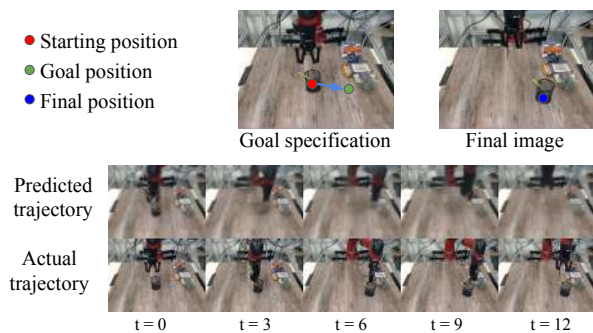 Starting position
Goal position
Final position
Goal specification
Final image
Predicted
trajectory
Actual
trajectory
t = 0
t = 3
t = 6
t = 9
t = 12